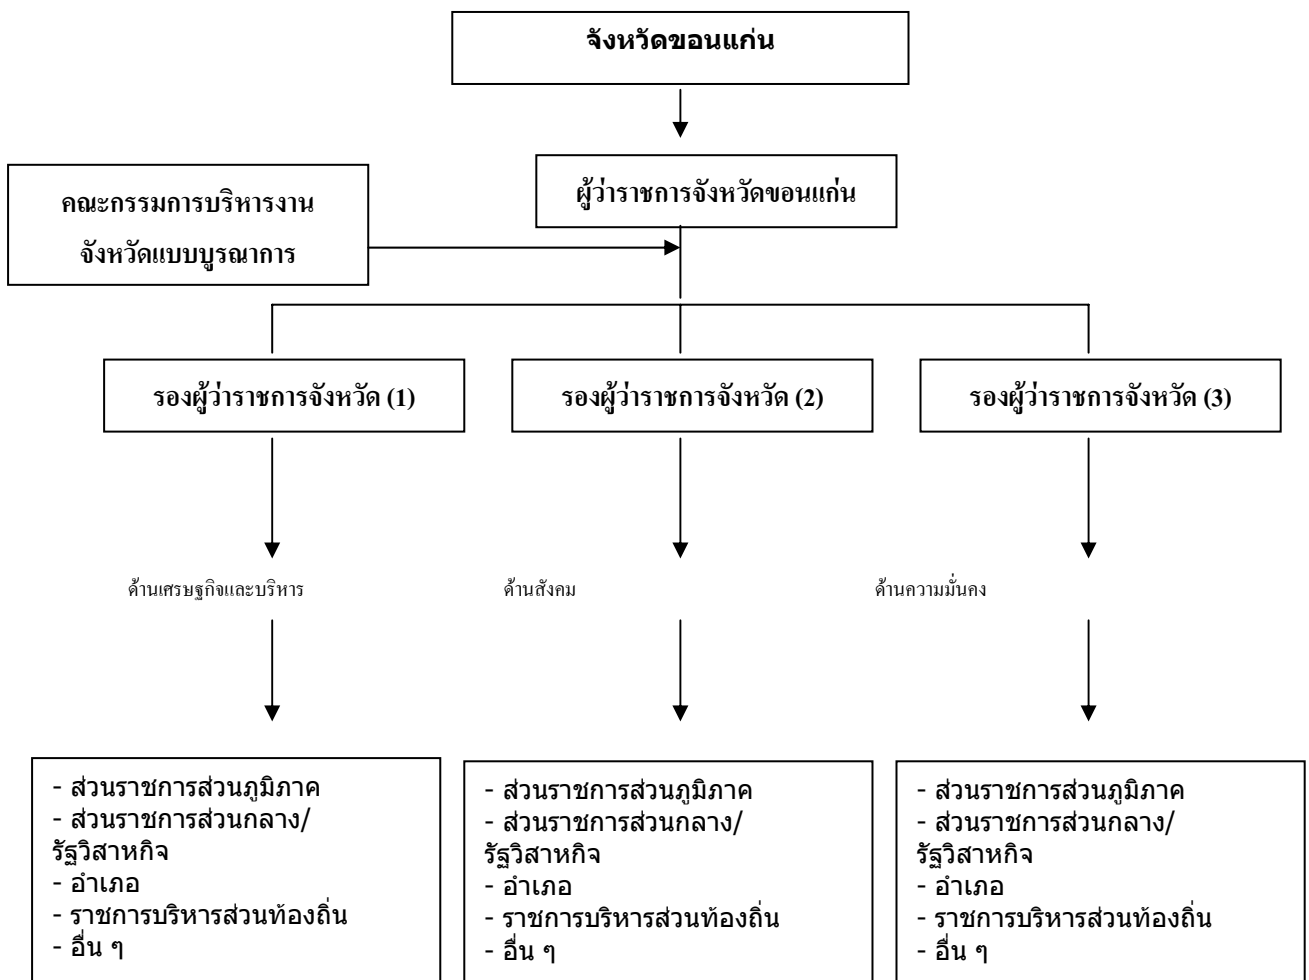 จังหวัดขอนแก่น
ผู้ว่าราชการจังหวัดขอนแก่น
คณะกรรมการบริหารงาน
จังหวัดแบบบูรณาการ
รองผู้ว่าราชการจังหวัด (1)
รองผู้ว่าราชการจังหวัด (2)
รองผู้ว่าราชการจังหวัด (3)
ด้านเศรษฐกิจและบริหาร
ด้านสังคม
ด้านความมั่นคง
- ส่วนราชการส่วนภูมิภาค
- ส่วนราชการส่วนกลาง/
รัฐวิสาหกิจ
- อำเภอ
- ราชการบริหารส่วนท้องถิ่น
- อื่น ๆ
- ส่วนราชการส่วนภูมิภาค
- ส่วนราชการส่วนกลาง/
รัฐวิสาหกิจ
- อำเภอ
- ราชการบริหารส่วนท้องถิ่น
- อื่น ๆ
- ส่วนราชการส่วนภูมิภาค
- ส่วนราชการส่วนกลาง/
รัฐวิสาหกิจ
- อำเภอ
- ราชการบริหารส่วนท้องถิ่น
- อื่น ๆ